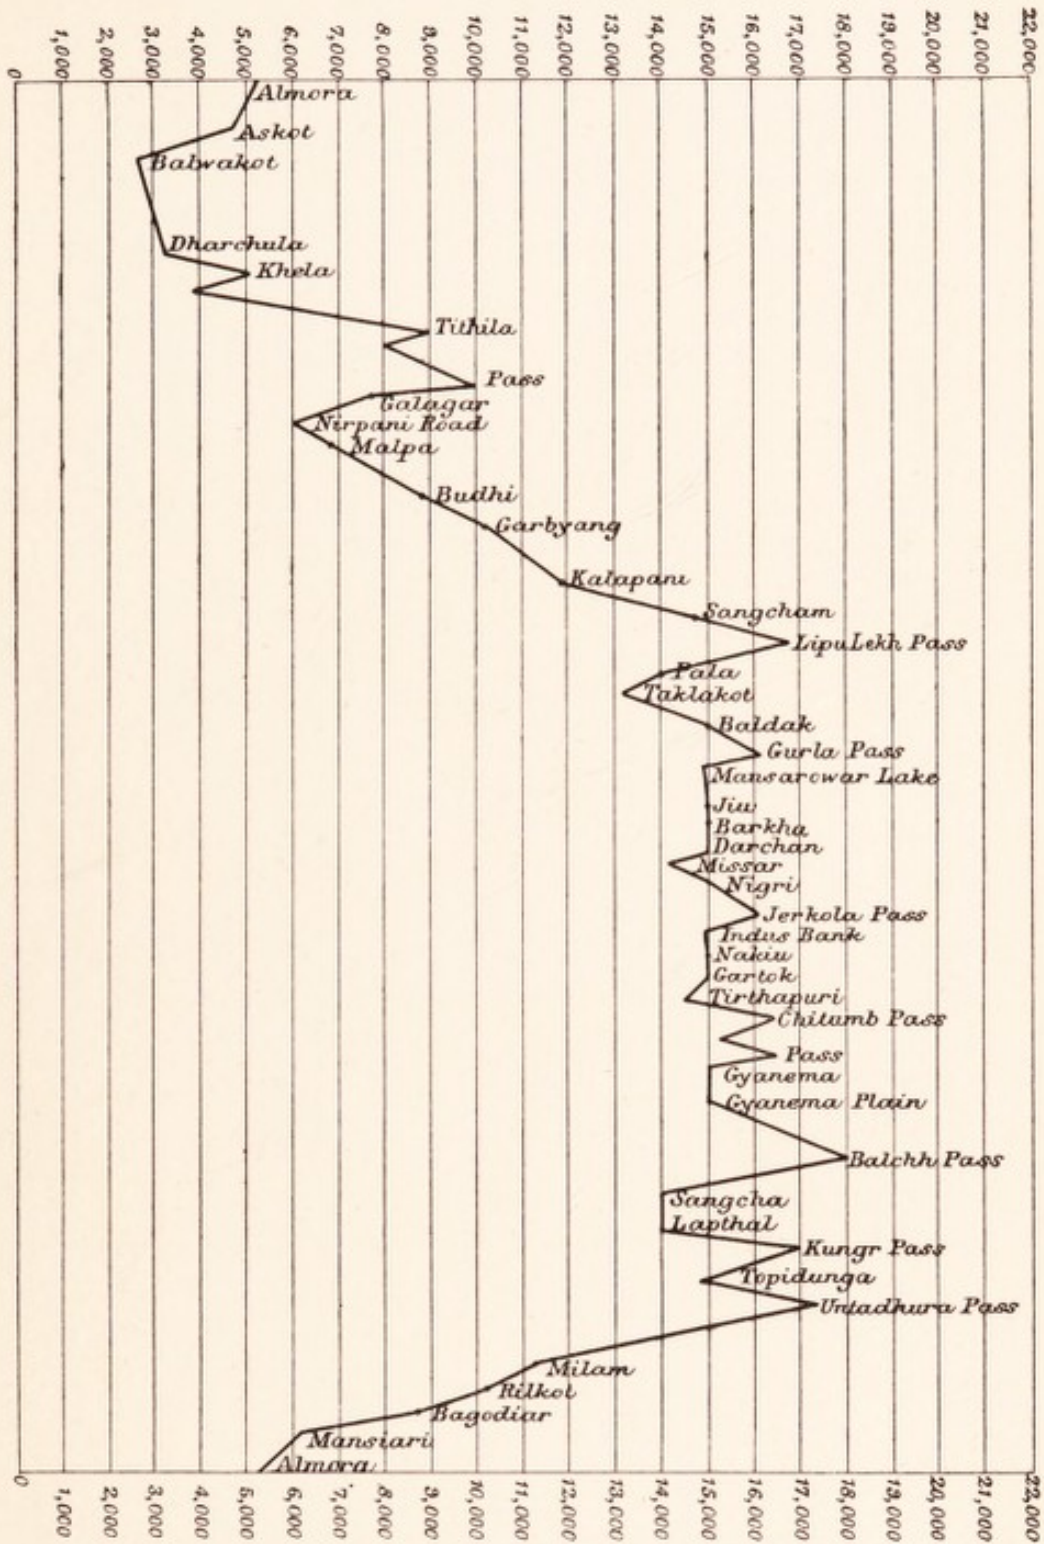 0
1,000
2,000
3,000
4,000
5,000
6,000
7,000
8,000
9,000
10,000
11,000
12,000
13,000
14,000
15,000
16,000
17,000
18,000
19,000
20,000
21,000
22,000
Almora
Askot
Balwakot
Dharchula
Khela
Tithila
Pass
Galagar
Nirpani Road
Malpa
Budhi
Garbyang
Kalapani
Sangcham
Lipu Lekh Pass
Pala
Taklakot
Baldak
Gurla Pass
Mansarowar Lake
Jiu
Barkha
Darchan
Missar
Nigri
Jerkola Pass
Indus Bank
Nakiu
Gartok
Tirthapuri
Chitumb Pass
Pass
Gyanema
Gyanema Plain
Balchh Pass
Sangcha
Lapthal
Kungr Pass
Topidunga
Untadhura Pass
Milam
Rilkot
Bagodiar
Mansiari
Almora
0
1,000
2,000
3,000
4,000
5,000
6,000
7,000
8,000
9,000
10,000
11,000
12,000
13,000
14,000
15,000
16,000
17,000
18,000
19,000
20,000
21,000
22,000